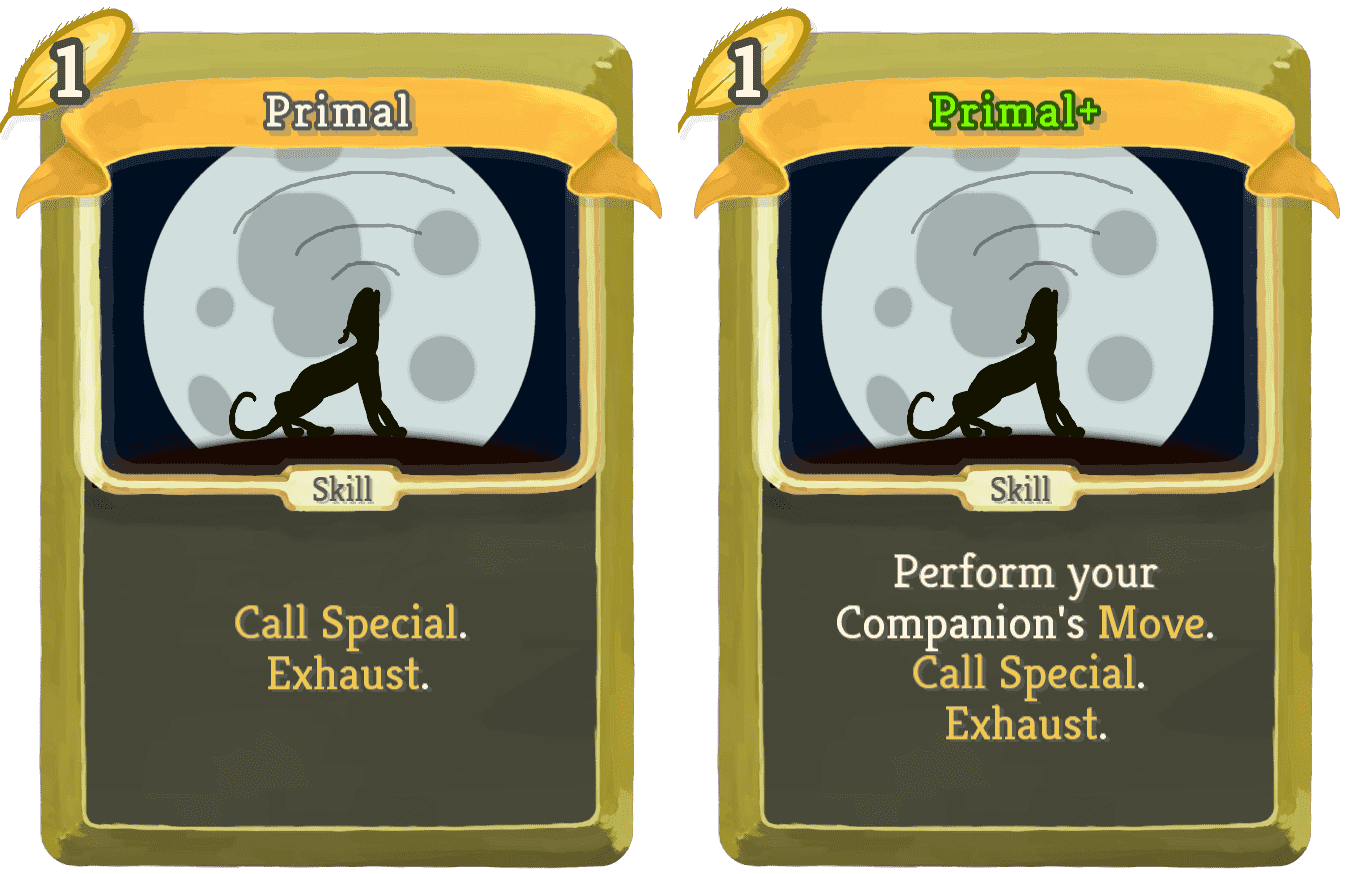 1
Primal
Skill
Call Special.
Exhaust.
1
Primal+
Skill
Perform your
Companion's Move.
Call Special.
Exhaust.